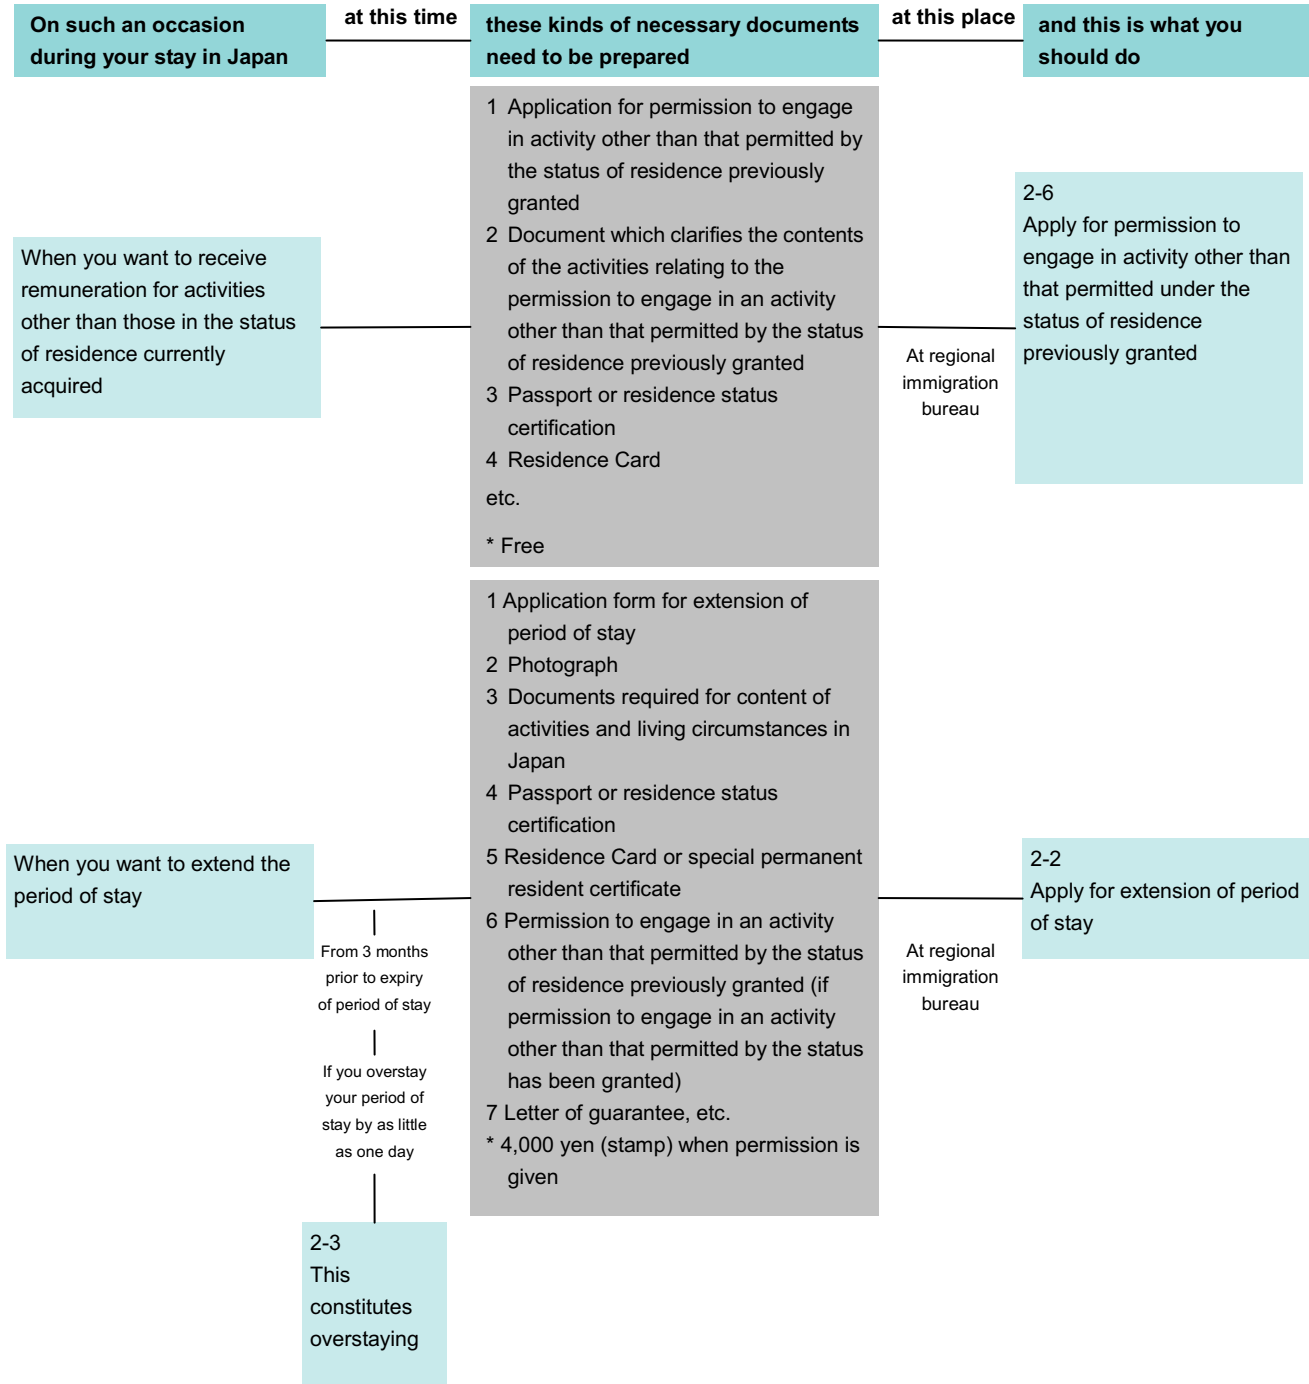 On such an occasion
during your stay in Japan
at this time
these kinds of necessary documents
need to be prepared
at this place
and this is what you
should do
When you want to receive
remuneration for activities
other than those in the status
of residence currently
acquired
1 Application for permission to engage
in activity other than that permitted by
the status of residence previously
granted
2 Document which clarifies the contents
of the activities relating to the
permission to engage in an activity
other than that permitted by the status
of residence previously granted
3 Passport or residence status
certification
4 Residence Card
etc.
* Free
At regional
immigration
bureau
2-6
Apply for permission to
engage in activity other than
that permitted under the
status of residence
previously granted
When you want to extend the
period of stay
From 3 months
prior to expiry
of period of stay
If you overstay
your period of
stay by as little
as one day
2-3
This
constitutes
overstaying
1 Application form for extension of
period of stay
2 Photograph
3 Documents required for content of
activities and living circumstances in
Japan
4 Passport or residence status
certification
5 Residence Card or special permanent
resident certificate
6 Permission to engage in an activity
other than that permitted by the status
of residence previously granted (if
permission to engage in an activity
other than that permitted by the status
has been granted)
7 Letter of guarantee, etc.
* 4,000 yen (stamp) when permission is
given
At regional
immigration
bureau
2-2
Apply for extension of period
of stay